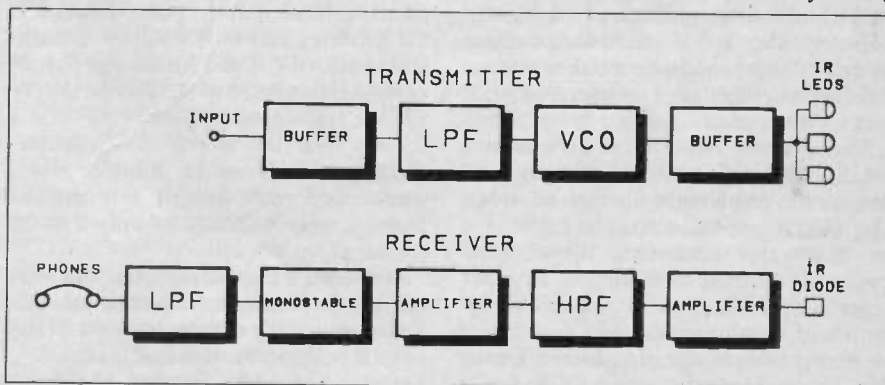 TRANSMITTER
IR
LEDS
INPUT
BUFFER
LPF
VCO
BUFFER
RECEIVER
PHONES
LPF
MONOSTABLE
AMPLIFIER
HPF
AMPLIFIER
IR
DIODE